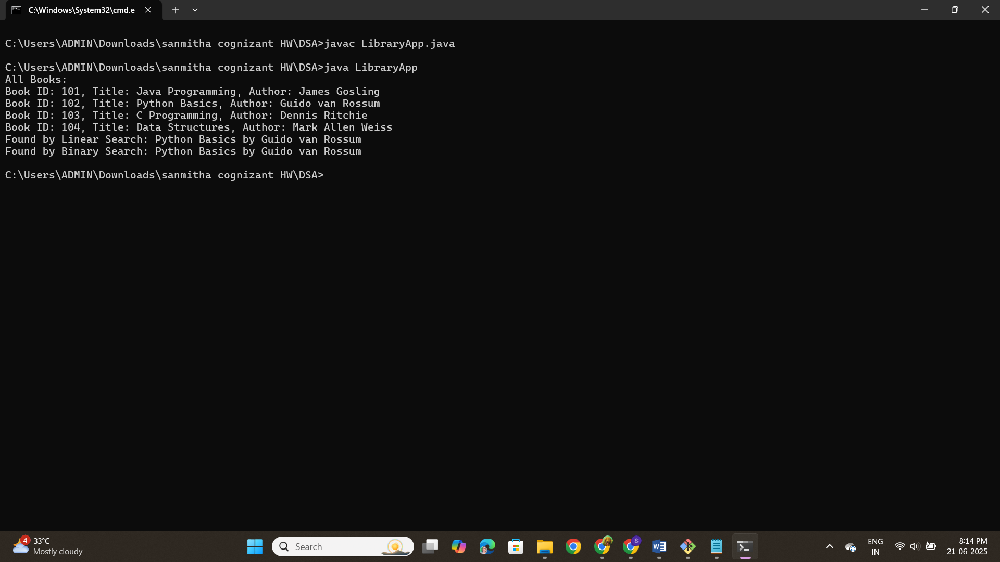 C:\Windows\System32\cmd.e
C:\Users\ADMIN\Downloads\sanmitha cognizant HW\DSA>javac LibraryApp.java
C:\Users\ADMIN\Downloads\sanmitha cognizant HW\DSA>java LibraryApp
All Books:
Book ID: 101, Title: Java Programming, Author: James Gosling
Book ID: 102, Title: Python Basics, Author: Guido van Rossum
Book ID: 103, Title: C Programming, Author: Dennis Ritchie
Book ID: 104, Title: Data Structures, Author: Mark Allen Weiss
Found by Linear Search: Python Basics by Guido van Rossum
Found by Binary Search: Python Basics by Guido van Rossum
C:\Users\ADMIN\Downloads\sanmitha cognizant HW\DSA>
4
33°C
Mostly cloudy
Search
S
W
ENG
IN
8:14 PM
21-06-2025